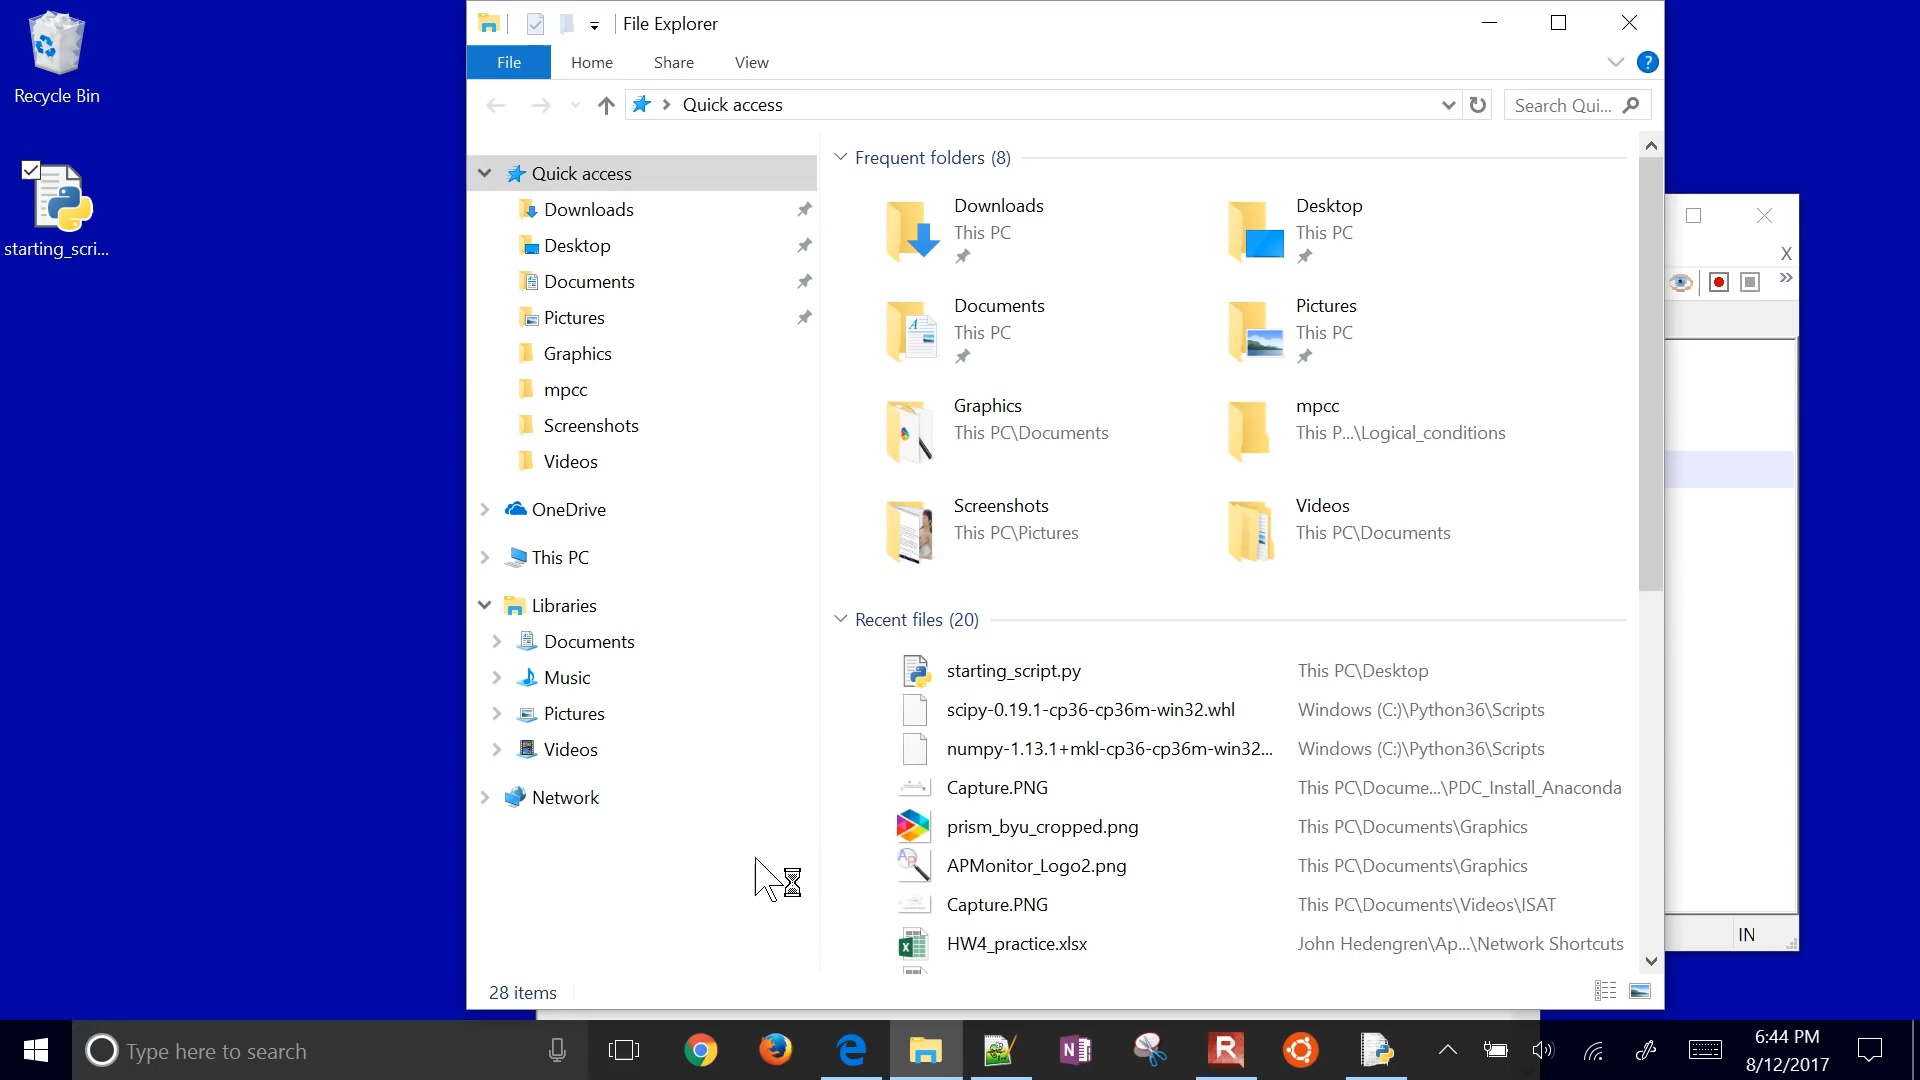 Recycle Bin
starting_scri...
File Explorer
File
Home
Share
View
?
Quick access
Search Qui...
Quick access
Downloads
Desktop
Documents
Pictures
Graphics
mpcc
Screenshots
Videos
OneDrive
This PC
Libraries
Documents
Music
Pictures
Videos
Network
Frequent folders (8)
Downloads
This PC
Desktop
This PC
Documents
This PC
Pictures
This PC
Graphics
This PC\Documents
mpcc
This P...\Logical_conditions
Screenshots
This PC\Pictures
Videos
This PC\Documents
Recent files (20)
starting_script.py This PC\Desktop
scipy-0.19.1-cp36-cp36m-win32.whl Windows (C:)\Python36\Scripts
numpy-1.13.1+mkl-cp36-cp36m-win32... Windows (C:)\Python36\Scripts
Capture.PNG This PC\Docume...\PDC_Install_Anaconda
prism_byu_cropped.png This PC\Documents\Graphics
APMonitor_Logo2.png This PC\Documents\Graphics
Capture.PNG This PC\Documents\Videos\ISAT
HW4_practice.xlsx John Hedengren\Ap...\Network Shortcuts
28 items
X
IN
Type here to search
6:44 PM
8/12/2017